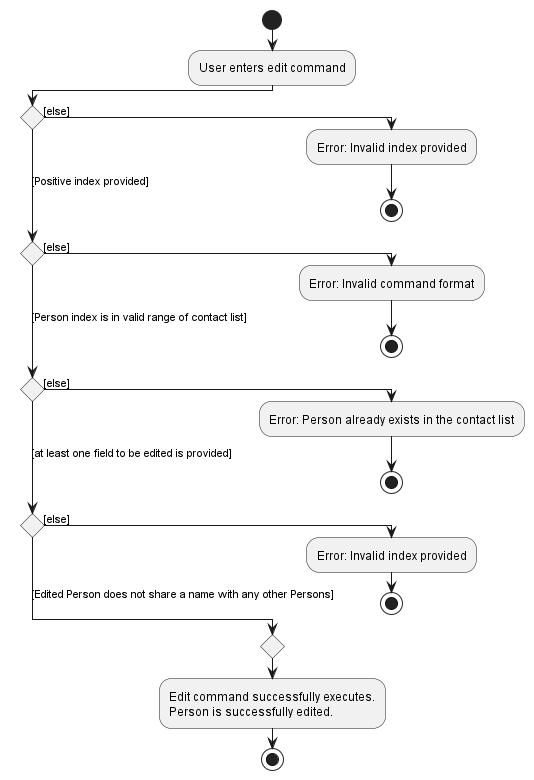 User enters edit command
[else]
Error: Invalid index provided
[Positive index provided]
[else]
Error: Invalid command format
[Person index is in valid range of contact list]
[else]
Error: Person already exists in the contact list
[at least one field to be edited is provided]
[else]
Error: Invalid index provided
[Edited Person does not share a name with any other Persons]
Edit command successfully executes.
Person is successfully edited.